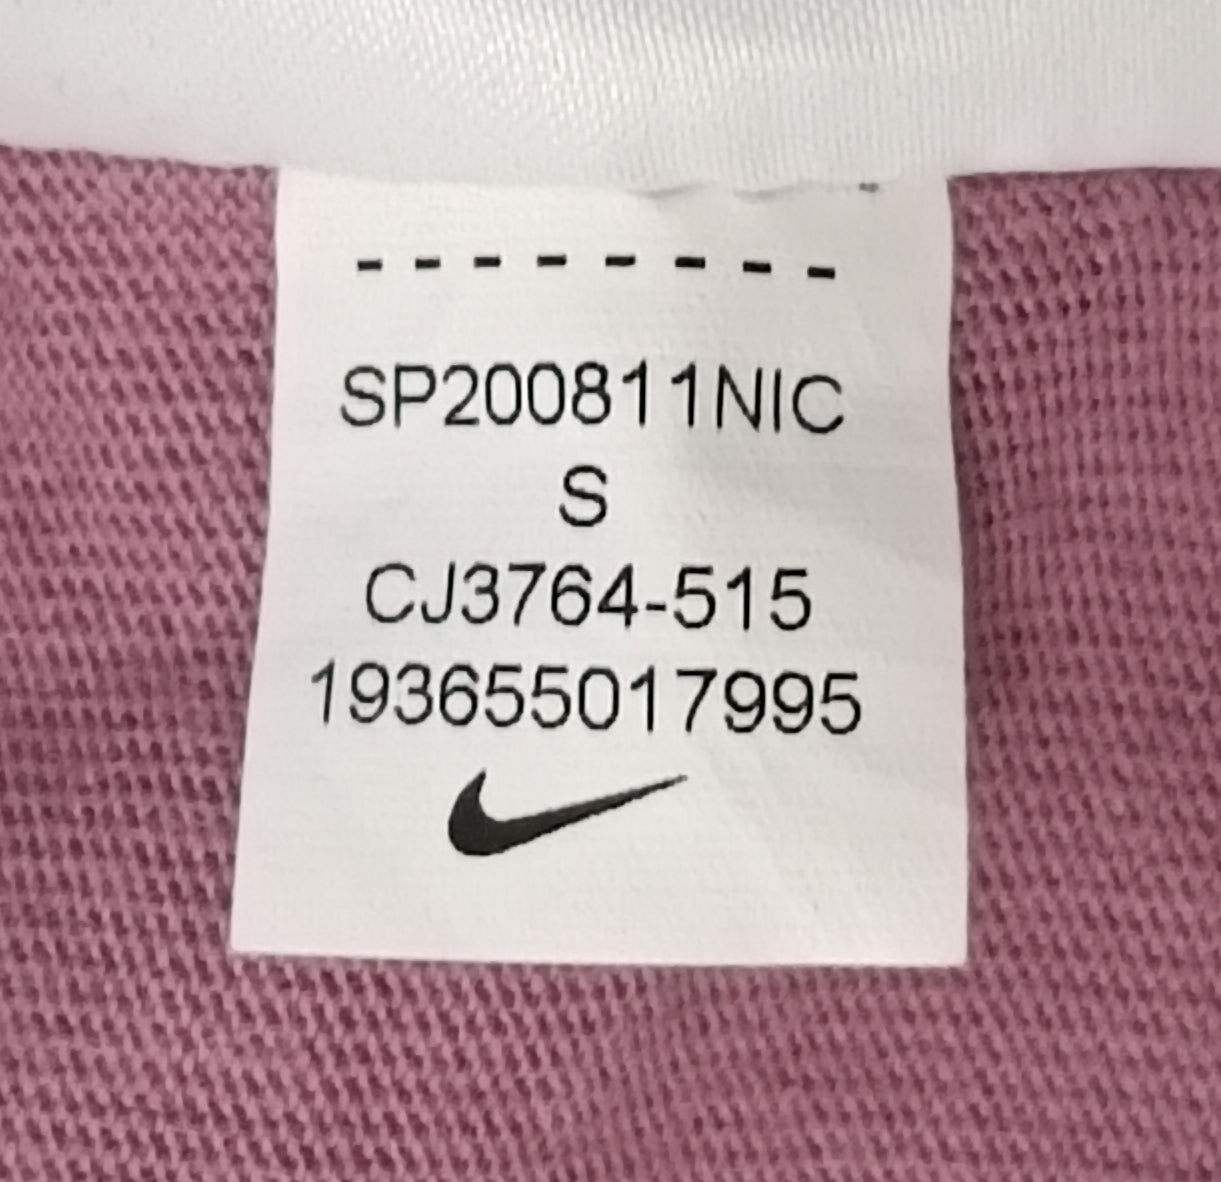 --------
SP200811NIC
S
CJ3764-515
193655017995